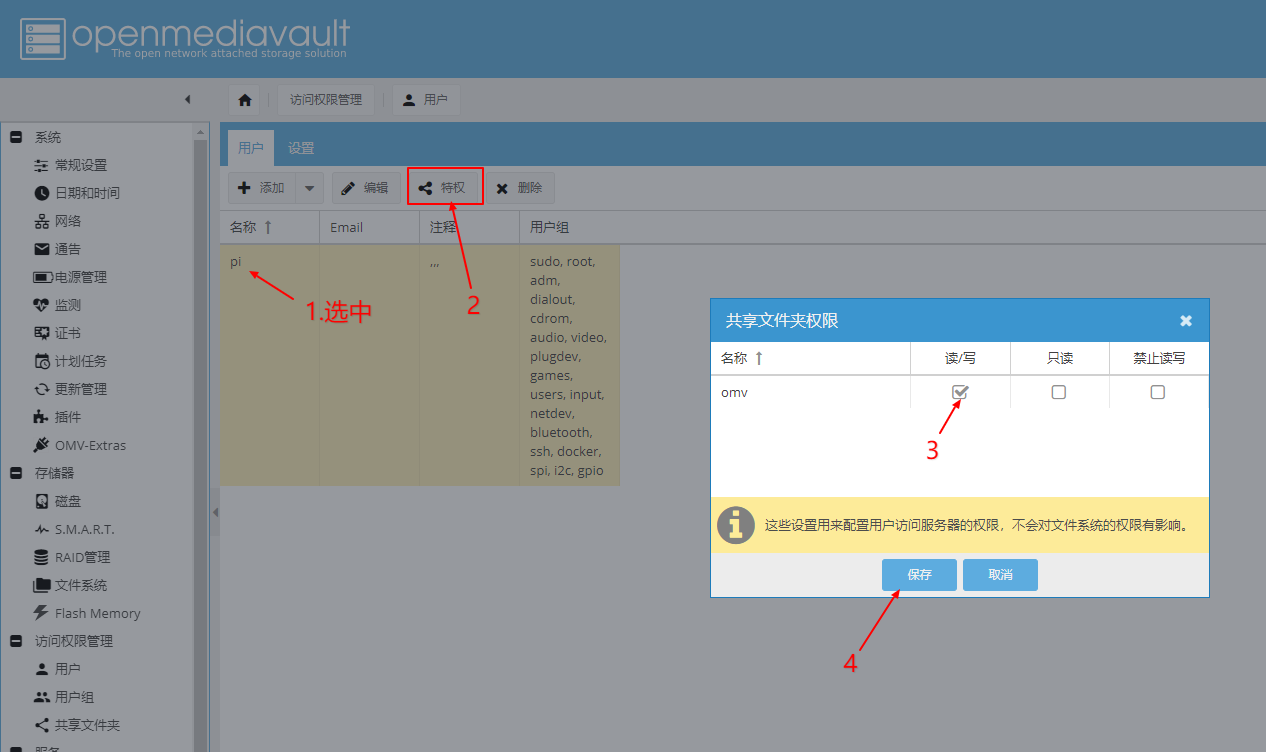 openmediavault
The open network attached storage solution
访问权限管理
用户
系统
常规设置
日期和时间
网络
通告
电源管理
监测
证书
计划任务
更新管理
插件
OMV-Extras
存储器
磁盘
S.M.A.R.T.
RAID管理
文件系统
Flash Memory
访问权限管理
用户
用户组
共享文件夹
服务
用户 设置
添加 编辑 特权 删除
名称 Email 注释 用户组
pi ,,, sudo, root,
adm,
dialout,
cdrom,
audio, video,
plugdev,
games,
users, input,
netdev,
bluetooth,
ssh, docker,
spi, i2c, gpio
1.选中
2
共享文件夹权限
名称 读/写 只读 禁止读写
omv
3
这些设置用来配置用户访问服务器的权限，不会对文件系统的权限有影响。
保存 取消
4